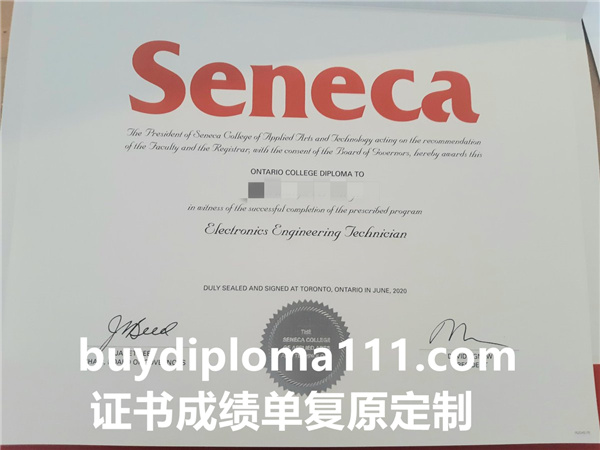 Seneca
The President of Seneca College of Applied Arts and Technology acting on the recommendation
of the Faculty and the Registrar, with the consent of the Board of Governors, hereby awards this
ONTARIO COLLEGE DIPLOMA TO
in witness of the successful completion of the prescribed program
Electronics Engineering Technician
DULY SEALED AND SIGNED AT TORONTO, ONTARIO IN JUNE, 2020
THE
SENECA COLLEGE
buydiploma111.com
证书成绩单复原定制